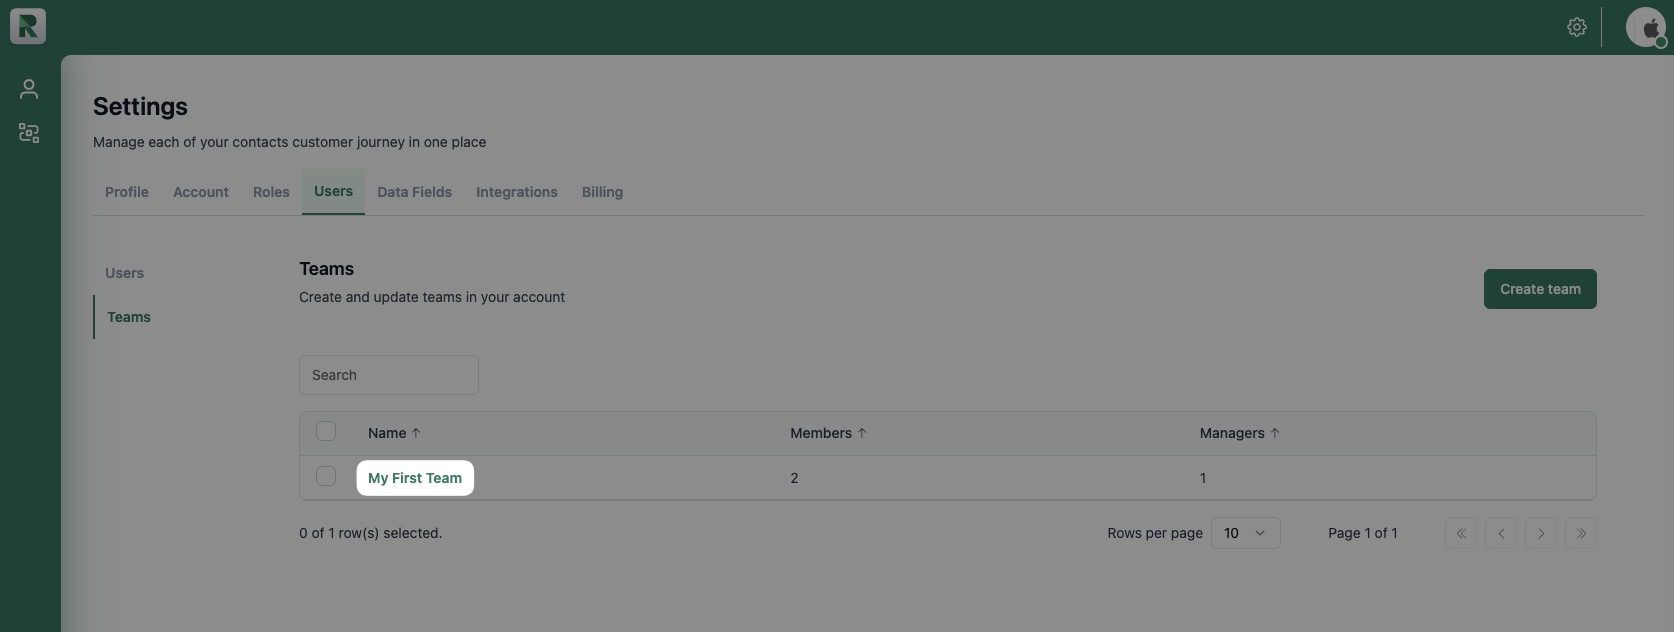 R
Settings
Manage each of your contacts customer journey in one place
Profile Account Roles Users Data Fields Integrations Billing
Users
Teams
Teams
Create and update teams in your account
Create team
Search
Name ↑ Members ↑ Managers ↑
My First Team 2 1
0 of 1 row(s) selected.
Rows per page 10 Page 1 of 1